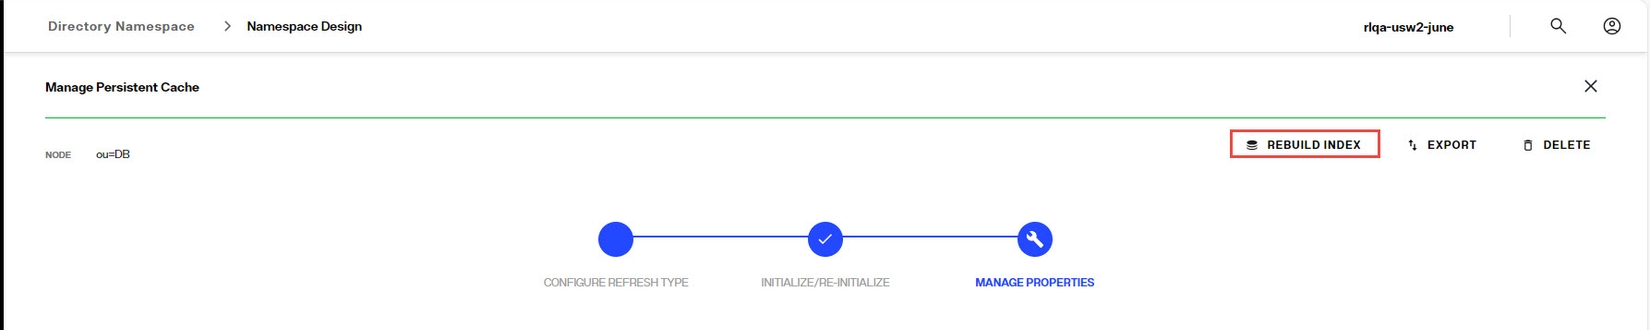 Directory Namespace > Namespace Design
rlqa-usw2-june
Manage Persistent Cache
NODE ou=DB
REBUILD INDEX EXPORT DELETE
CONFIGURE REFRESH TYPE INITIALIZE/RE-INITIALIZE MANAGE PROPERTIES